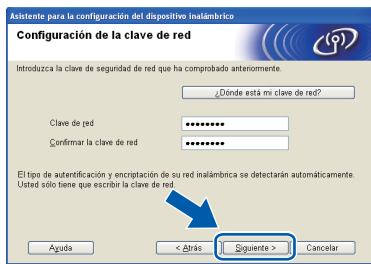 Asistente para la configuración del dispositivo inalámbrico
Configuración de la clave de red
Introduzca la clave de seguridad de red que ha comprobado anteriormente.
¿Dónde está mi clave de red?
Clave de red ●●●●●●●●
Confirmar la clave de red ●●●●●●●●
El tipo de autentificación y encriptación de su red inalámbrica se detectarán automáticamente.
Usted sólo tiene que escribir la clave de red.
Ayuda < Atrás Siguiente > Cancelar